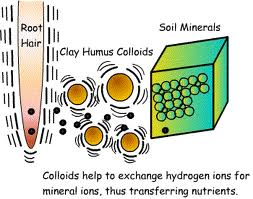 Soil Minerals
Root
Hair
Clay Humus Colloids
Colloids help to exchange hydrogen ions for
mineral ions, thus transferring nutrients.